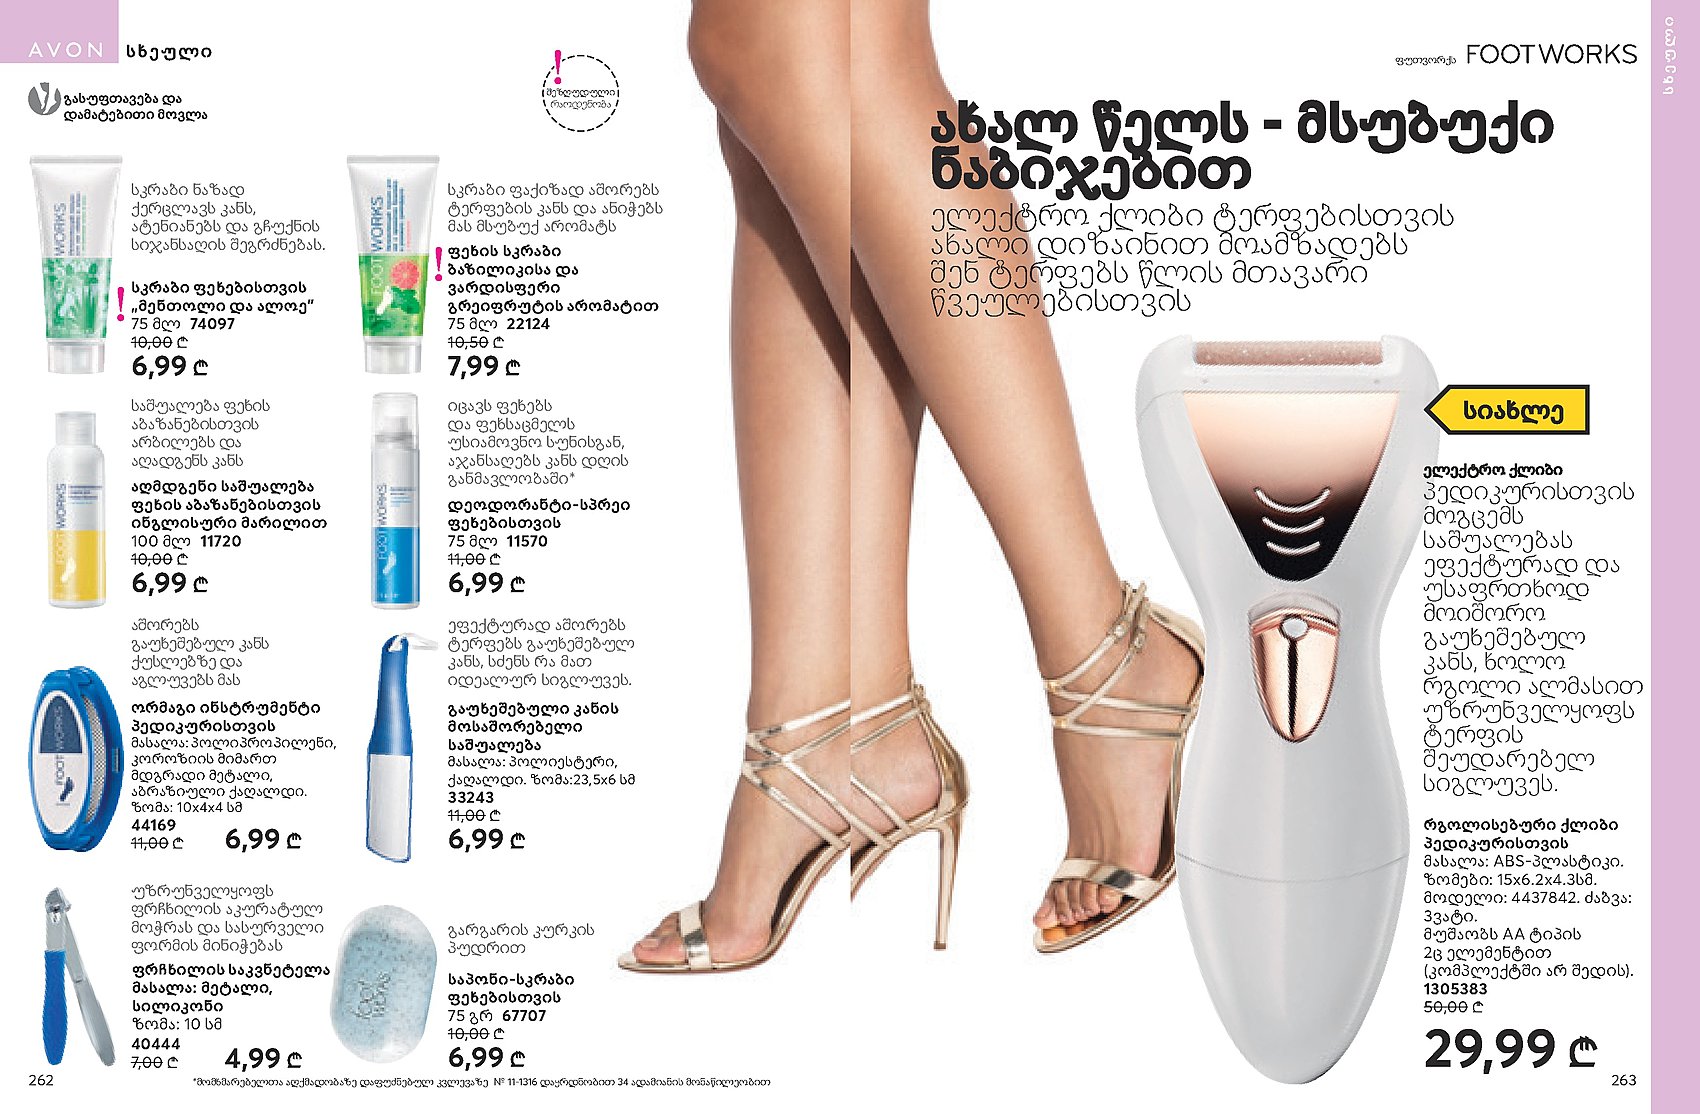 AVON სხეული
გასუფთავება და
დამატებითი მოვლა
შეზღუდული
რაოდენობა
სკრაბი ნაზად
ქერცლავს კანს,
ატენიანებს და გჩუქნის
სიჯანსაღის შეგრძნებას.
სკრაბი ფეხებისთვის
„მენთოლი და ალოე”
75 მლ 74097
10,00 ₾
6,99 ₾
სკრაბი ფაქიზად აშორებს
ტერფების კანს და ანიჭებს
მას მსუბუქ არომატს
ფეხის სკრაბი
ბაზილიკისა და
ვარდისფერი
გრეიფრუტის არომატით
75 მლ 22124
10,50 ₾
7,99 ₾
საშუალება ფეხის
აბაზანებისთვის
არბილებს და
აღადგენს კანს
აღმდგენი საშუალება
ფეხის აბაზანებისთვის
ინგლისური მარილით
100 მლ 11720
10,00 ₾
6,99 ₾
იცავს ფეხებს
და ფეხსაცმელს
უსიამოვნო სუნისგან,
აჯანსაღებს კანს დღის
განმავლობაში*
დეოდორანტი-სპრეი
ფეხებისთვის
75 მლ 11570
11,00 ₾
6,99 ₾
აშორებს
გაუხეშებულ კანს
ქუსლებზე და
აგლუვებს მას
ორმაგი ინსტრუმენტი
პედიკურისთვის
მასალა: პოლიპროპილენი,
კოროზიის მიმართ
მდგრადი მეტალი,
აბრაზიული ქაღალდი.
ზომა: 10x4x4 სმ
44169
11,00 ₾
6,99 ₾
ეფექტურად აშორებს
ტერფებს გაუხეშებულ
კანს, სძენს რა მათ
იდეალურ სიგლუვეს.
გაუხეშებული კანის
მოსაშორებელი
საშუალება
მასალა: პოლიესტერი,
ქაღალდი. ზომა:23,5x6 სმ
33243
11,00 ₾
6,99 ₾
უზრუნველყოფს
ფრჩხილის აკურატულ
მოჭრას და სასურველი
ფორმის მინიჭებას
ფრჩხილის საკვნეტელა
მასალა: მეტალი,
სილიკონი
ზომა: 10 სმ
40444
7,00 ₾
4,99 ₾
გარგარის კურკის
პუდრით
საპონი-სკრაბი
ფეხებისთვის
75 გრ 67707
10,00 ₾
6,99 ₾
262
*მომხმარებელთა აღქმადობაზე დაფუძნებულ კვლევაზე № 11-1316 დაყრდნობით 34 ადამიანის მონაწილეობით
ფუთვორქს FOOTWORKS
სხეული
ახალ წელს - მსუბუქი
ნაბიჯებით
ელექტრო ქლიბი ტერფებისთვის
ახალი დიზაინით მოამზადებს
შენ ტერფებს წლის მთავარი
წვეულებისთვის
სიახლე
ელექტრო ქლიბი
პედიკურისთვის
მოგცემს
საშუალებას
ეფექტურად და
უსაფრთხოდ
მოიშორო
გაუხეშებულ
კანს, ხოლო
რგოლი ალმასით
უზრუნველყოფს
ტერფის
შეუდარებელ
სიგლუვეს.
რგოლისებური ქლიბი
პედიკურისთვის
მასალა: ABS-პლასტიკი.
ზომები: 15x6.2x4.3სმ.
მოდელი: 4437842. ძაბვა:
3ვატი.
მუშაობს AA ტიპის
2ც ელემენტით
(კომპლექტში არ შედის).
1305383
50,00 ₾
29,99 ₾
263